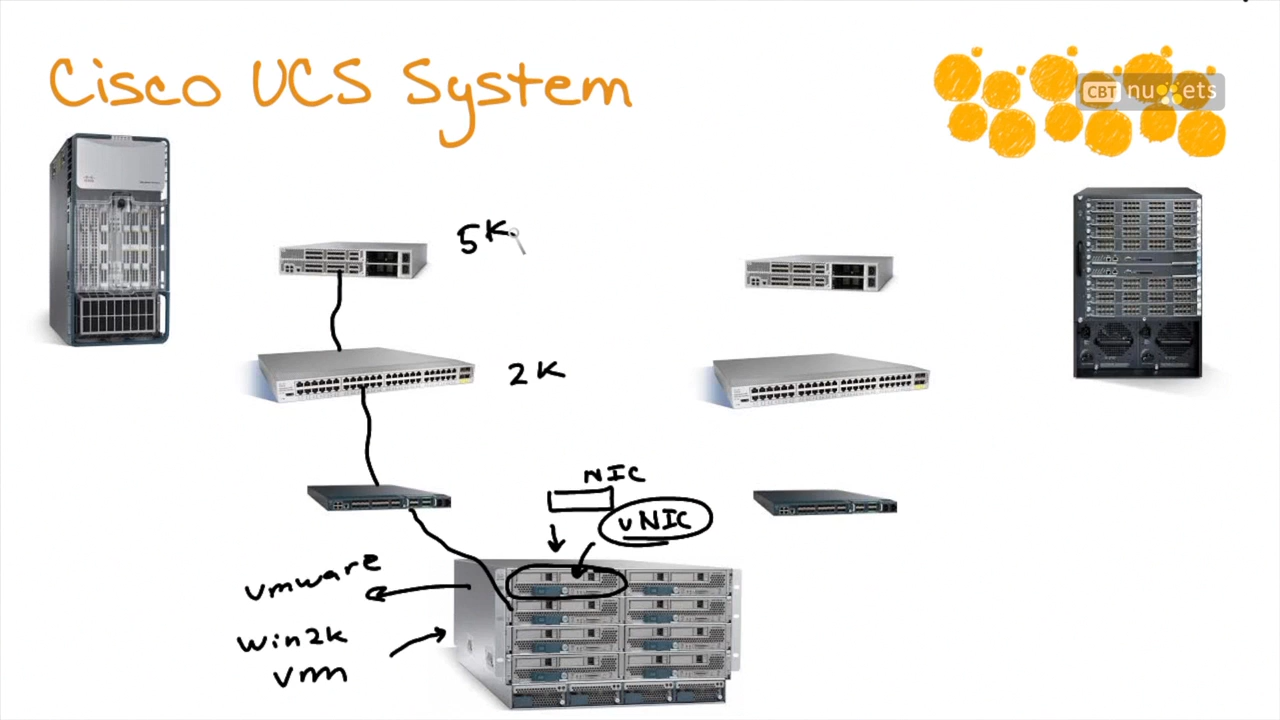 Cisco UCS System
CBT nuggets
5K
2K
NIC
vNIC
vmware
Win2k
vm